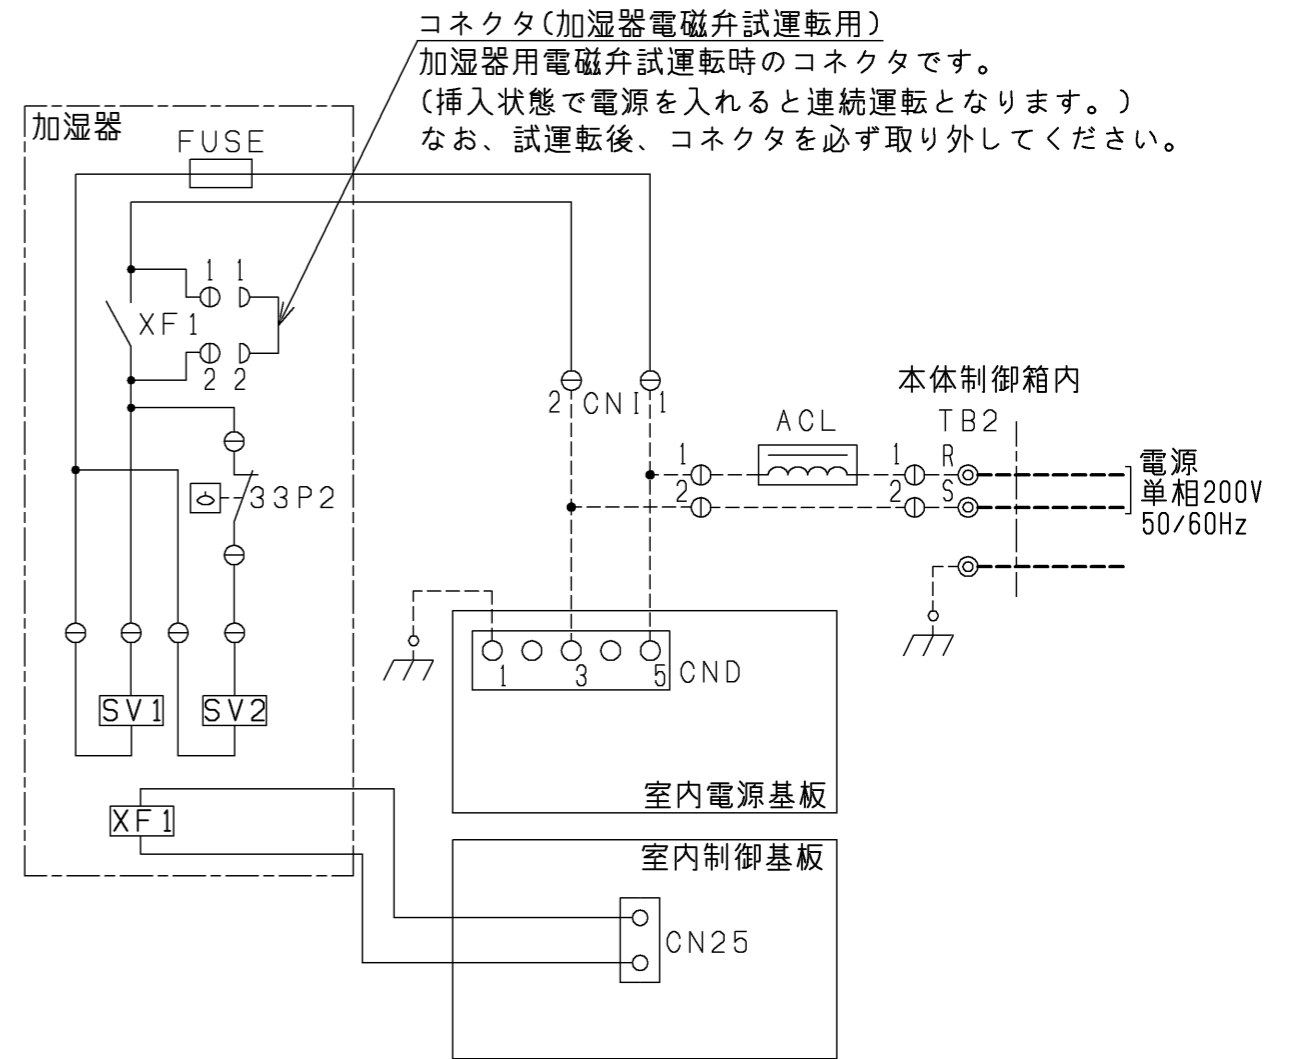 コネクタ(加湿器電磁弁試運転用)
加湿器用電磁弁試運転時のコネクタです。
(挿入状態で電源を入れると連続運転となります。)
なお、試運転後、コネクタを必ず取り外してください。
加湿器
FUSE
1 1
XF1
2 2
2 CNI 1
本体制御箱内
ACL
TB2
1
1 R
2
2 S
電源
単相200V
50/60Hz
33P2
1 3 5 CND
SV1
SV2
室内電源基板
XF1
室内制御基板
CN25